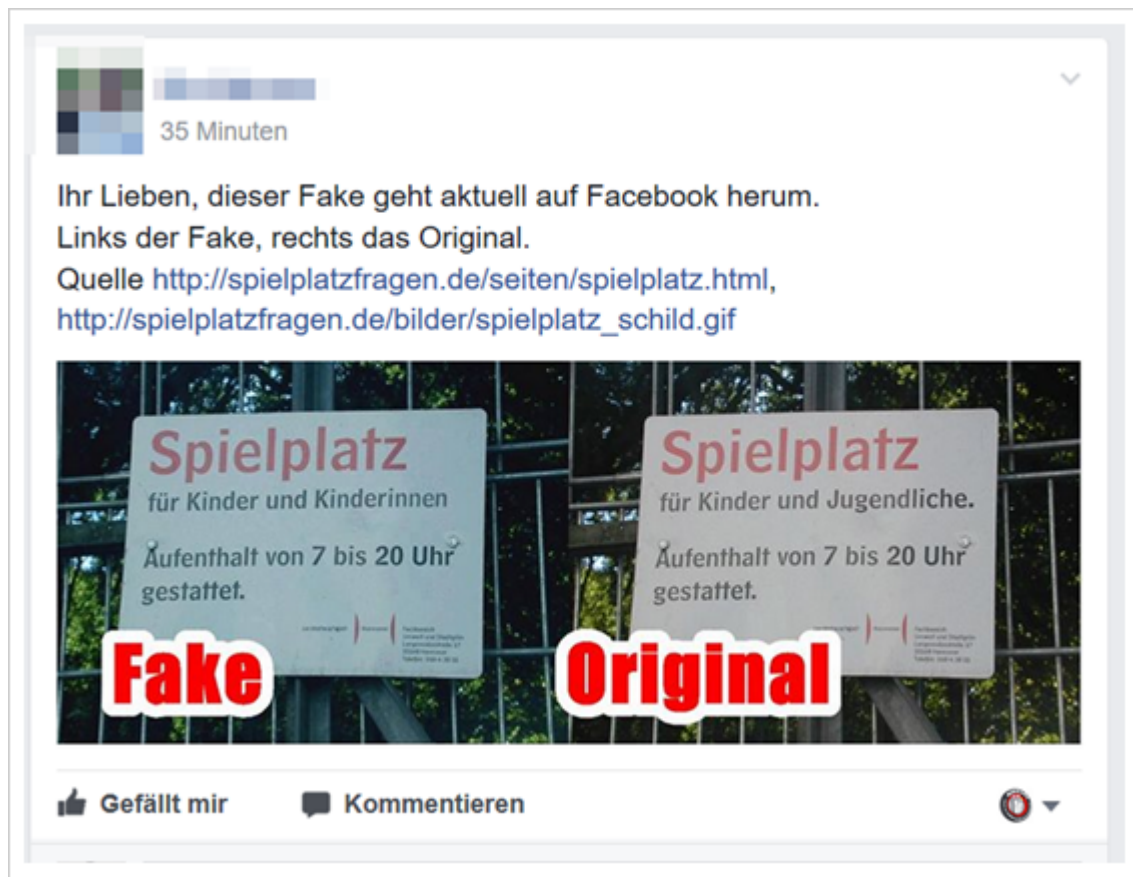 35 Minuten
Ihr Lieben, dieser Fake geht aktuell auf Facebook herum.
Links der Fake, rechts das Original.
Quelle http://spielplatzfragen.de/seiten/spielplatz.html,
http://spielplatzfragen.de/bilder/spielplatz_schild.gif
Spielplatz
für Kinder und Kinderinnen
Aufenthalt von 7 bis 20 Uhr
gestattet.
Fake
Spielplatz
für Kinder und Jugendliche.
Aufenthalt von 7 bis 20 Uhr
gestattet.
Original
Gefällt mir
Kommentieren